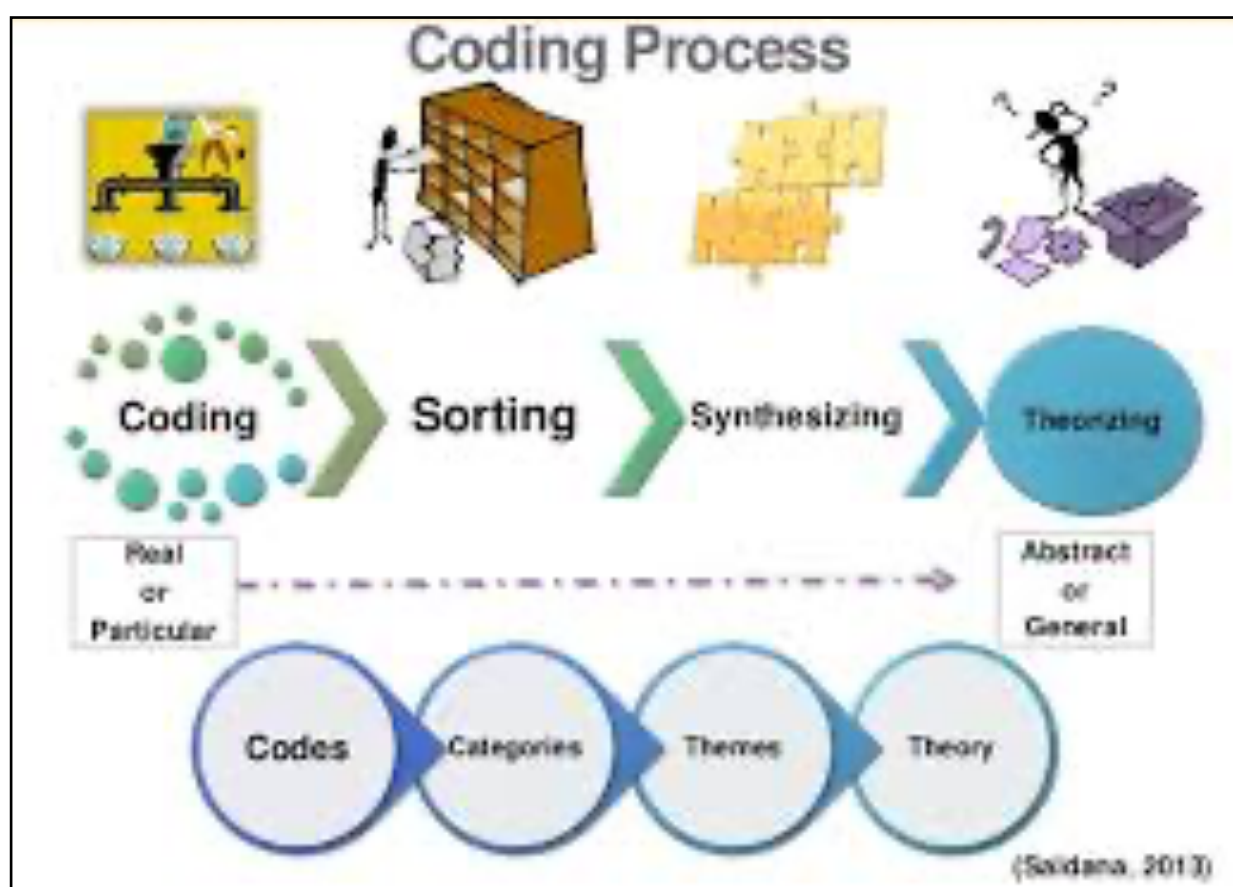 Coding Process
Coding
Sorting
Synthesizing
Theorizing
Real
or
Particular
Abstract
or
General
Codes
Categories
Themes
Theory
(Saldana, 2013)